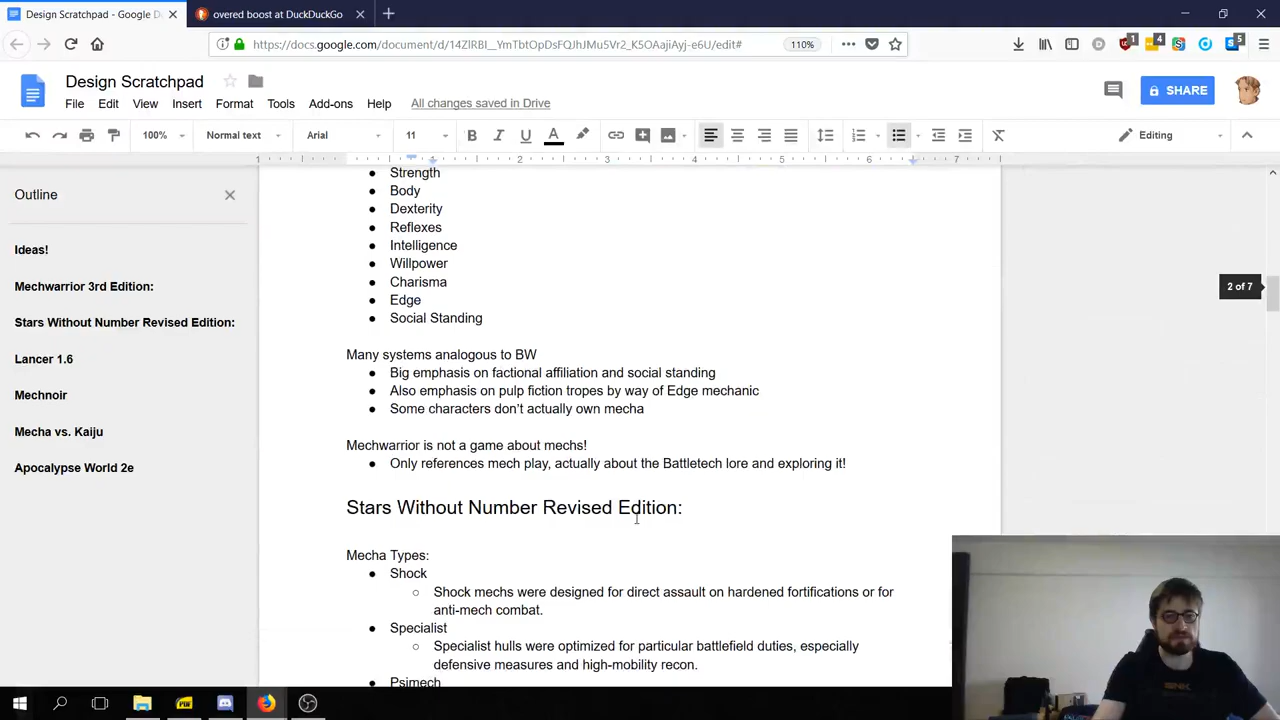 Design Scratchpad - Google D
overed boost at DuckDuckGo
110%
Design Scratchpad
SHARE
File Edit View Insert Format Tools Add-ons Help All changes saved in Drive
100% Normal text Arial 11 B I U A Editing
1 1 2 3 4 5 6 7
Outline
Ideas!
Mechwarrior 3rd Edition:
Stars Without Number Revised Edition:
Lancer 1.6
Mechnoir
Mecha vs. Kaiju
Apocalypse World 2e
● Strength
● Body
● Dexterity
● Reflexes
● Intelligence
● Willpower
● Charisma
● Edge
● Social Standing
Many systems analogous to BW
● Big emphasis on factional affiliation and social standing
● Also emphasis on pulp fiction tropes by way of Edge mechanic
● Some characters don't actually own mecha
Mechwarrior is not a game about mechs!
● Only references mech play, actually about the Battletech lore and exploring it!
Stars Without Number Revised Edition:
Mecha Types:
● Shock
○ Shock mechs were designed for direct assault on hardened fortifications or for
anti-mech combat.
● Specialist
○ Specialist hulls were optimized for particular battlefield duties, especially
defensive measures and high-mobility recon.
● Psimech
2 of 7